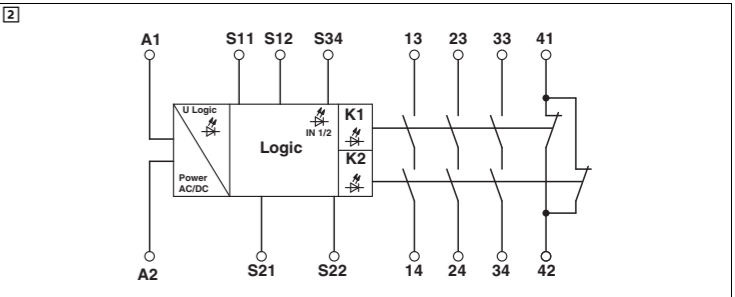 2
A1 S11 S12 S34 13 23 33 41
U Logic
IN 1/2
K1
Logic
K2
Power
AC/DC
A2 S21 S22 14 24 34 42